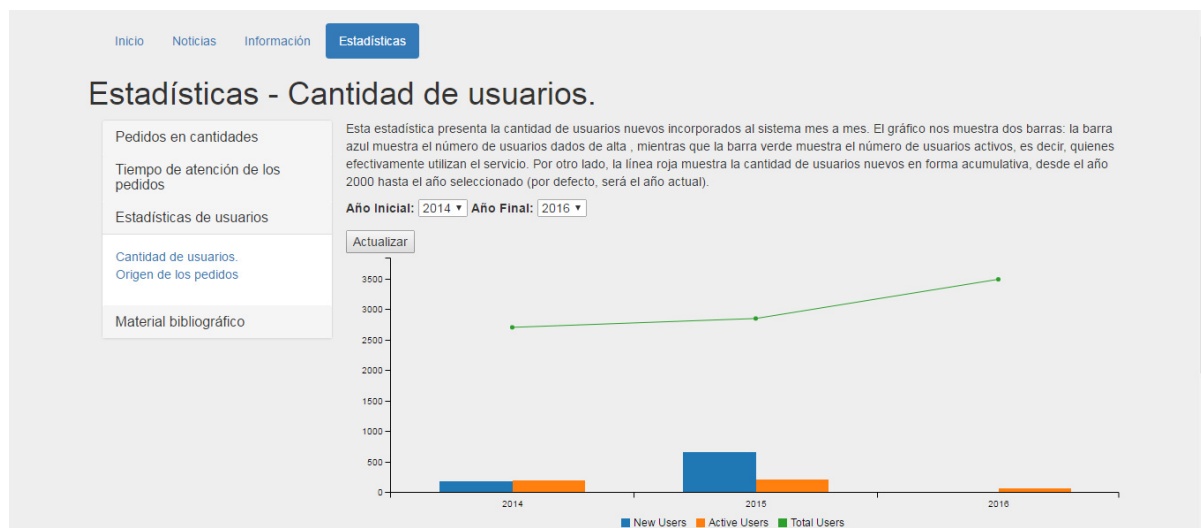 Inicio Noticias Información Estadísticas
Estadísticas - Cantidad de usuarios.
Pedidos en cantidades
Tiempo de atención de los
pedidos
Estadísticas de usuarios
Cantidad de usuarios.
Origen de los pedidos
Material bibliográfico
Esta estadística presenta la cantidad de usuarios nuevos incorporados al sistema mes a mes. El gráfico nos muestra dos barras: la barra
azul muestra el número de usuarios dados de alta , mientras que la barra verde muestra el número de usuarios activos, es decir, quienes
efectivamente utilizan el servicio. Por otro lado, la línea roja muestra la cantidad de usuarios nuevos en forma acumulativa, desde el año
2000 hasta el año seleccionado (por defecto, será el año actual).
Año Inicial: 2014 Año Final: 2016
Actualizar
3500
3000
2500
2000
1500
1000
500
0
2014 2015 2016
New Users Active Users Total Users